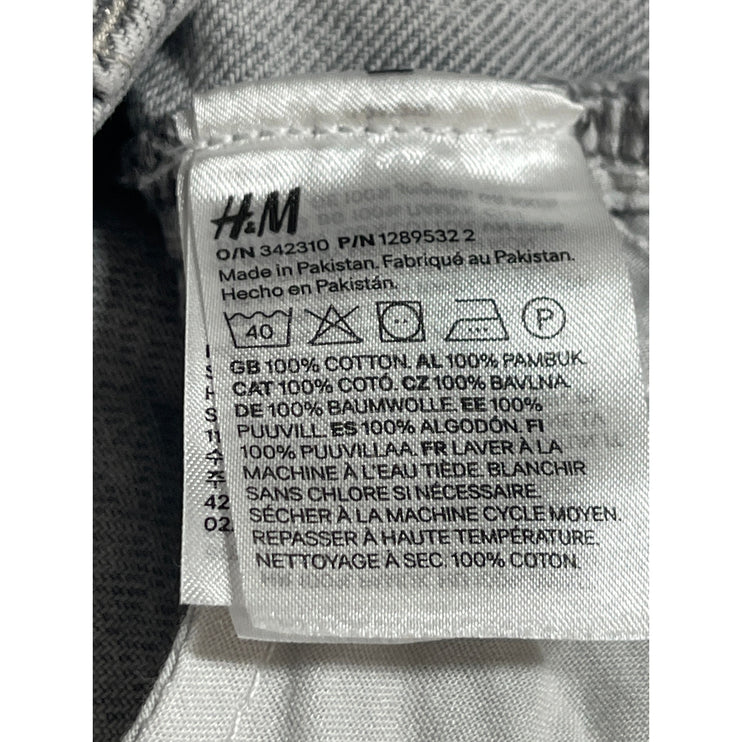 H&M
O/N 342310 P/N 1289532 2
Made in Pakistan. Fabriqué au Pakistan.
Hecho en Pakistán.
40 P
GB 100% COTTON. AL 100% PAMBUK.
CAT 100% COTÓ. CZ 100% BAVLNA.
DE 100% BAUMWOLLE. EE 100%
PUUVILL. ES 100% ALGODÓN. FI
100% PUUVILLAA. FR LAVER À LA
MACHINE À L'EAU TIÈDE. BLANCHIR
SANS CHLORE SI NÉCESSAIRE.
SÉCHER À LA MACHINE CYCLE MOYEN.
REPASSER À HAUTE TEMPÉRATURE.
NETTOYAGE À SEC. 100% COTON.
42
02